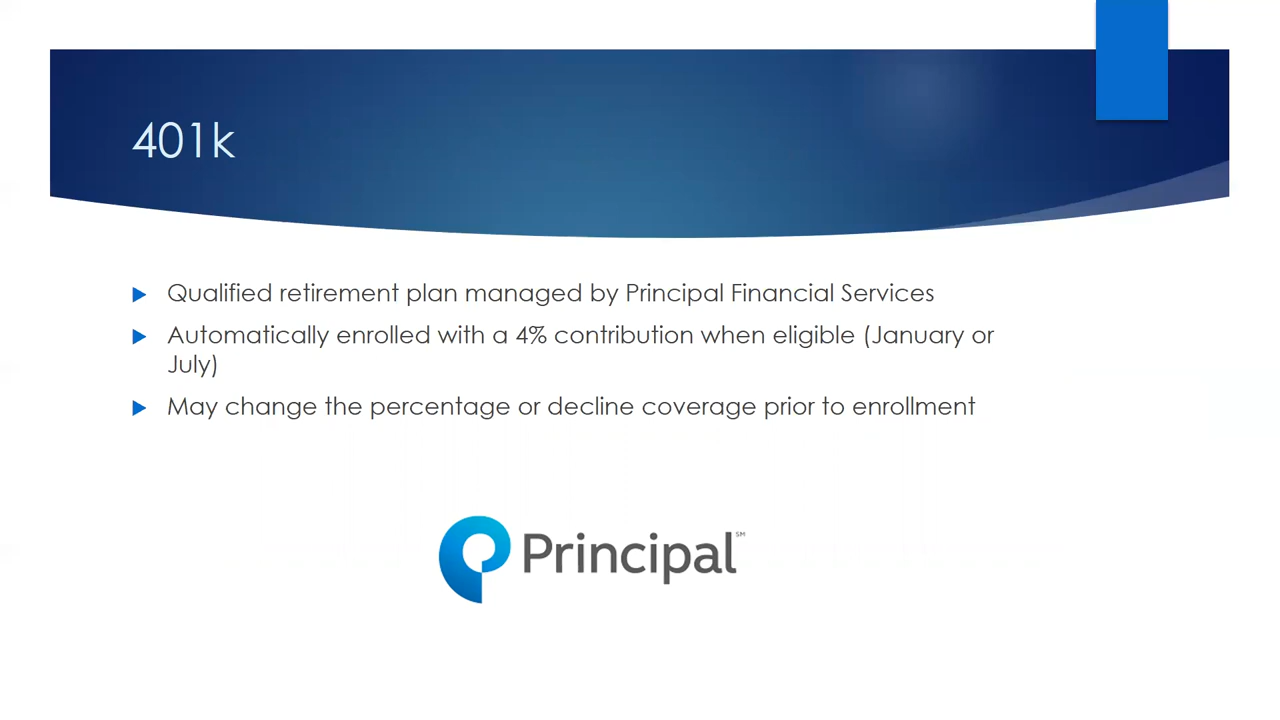 401k
Qualified retirement plan managed by Principal Financial Services
Automatically enrolled with a 4% contribution when eligible (January or
July)
May change the percentage or decline coverage prior to enrollment
Principal℠